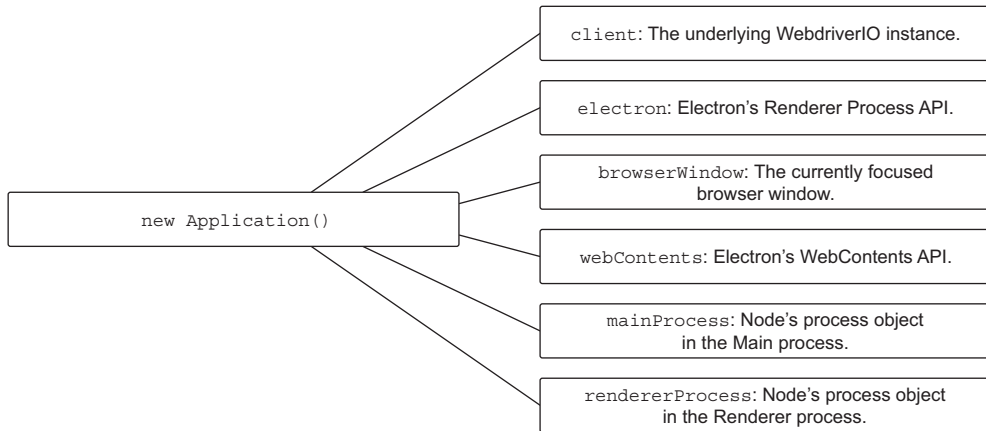 client: The underlying WebdriverIO instance.
electron: Electron’s Renderer Process API.
browserWindow: The currently focused
browser window.
new Application()
webContents: Electron’s WebContents API.
mainProcess: Node’s process object
in the Main process.
rendererProcess: Node’s process object
in the Renderer process.